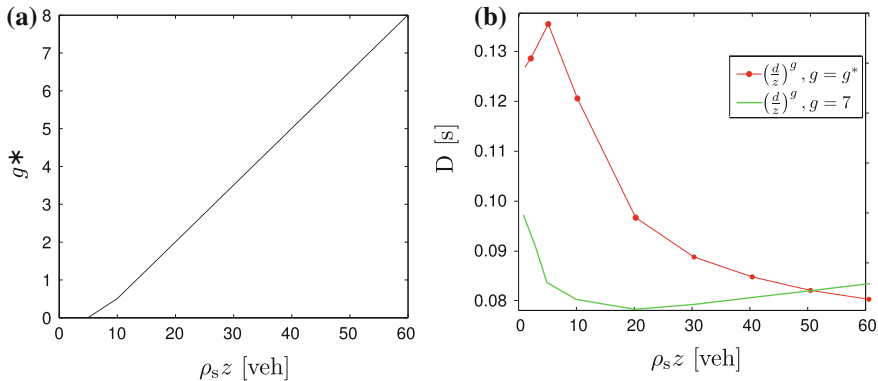 (a)
8
7
6
5
4
3
2
1
0
0 10 20 30 40 50 60
g*
ρ_s z [veh]
(b)
0.13
0.12
0.11
0.10
0.09
0.08
0 10 20 30 40 50 60
D [s]
ρ_s z [veh]
(d/z)^g, g = g*
(d/z)^g, g = 7